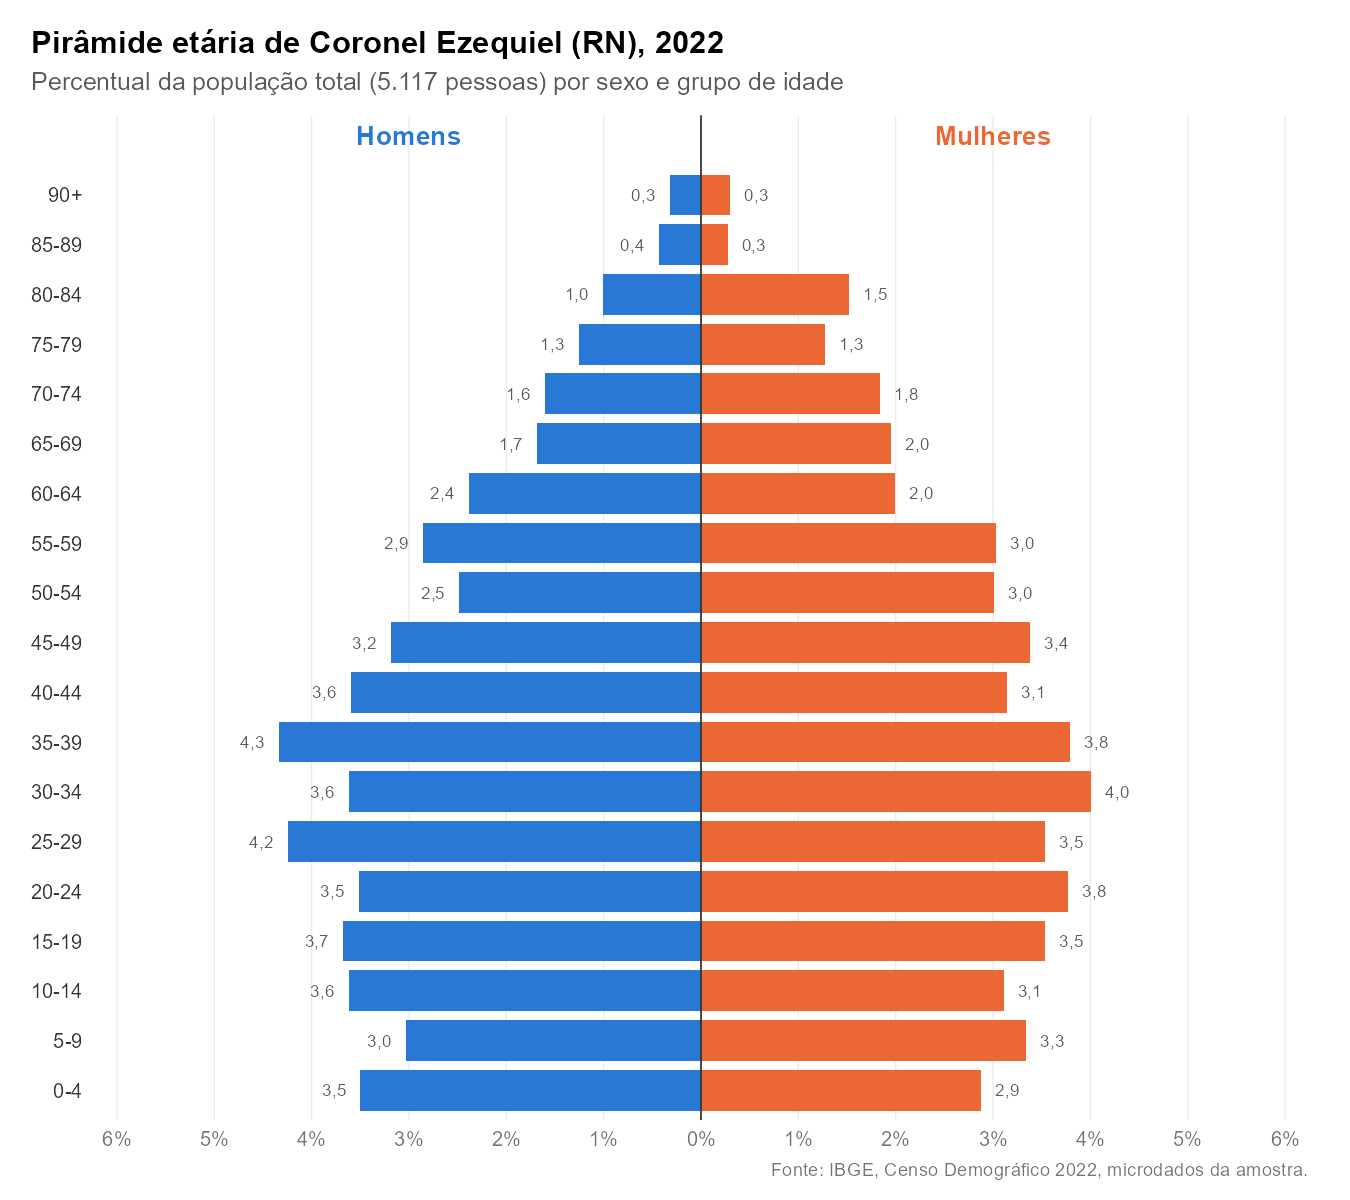 Pirâmide etária de Coronel Ezequiel (RN), 2022
Percentual da população total (5.117 pessoas) por sexo e grupo de idade
Homens Mulheres
90+ 0,3 0,3
85-89 0,4 0,3
80-84 1,0 1,5
75-79 1,3 1,3
70-74 1,6 1,8
65-69 1,7 2,0
60-64 2,4 2,0
55-59 2,9 3,0
50-54 2,5 3,0
45-49 3,2 3,4
40-44 3,6 3,1
35-39 4,3 3,8
30-34 3,6 4,0
25-29 4,2 3,5
20-24 3,5 3,8
15-19 3,7 3,5
10-14 3,6 3,1
5-9 3,0 3,3
0-4 3,5 2,9
6% 5% 4% 3% 2% 1% 0% 1% 2% 3% 4% 5% 6%
Fonte: IBGE, Censo Demográfico 2022, microdados da amostra.